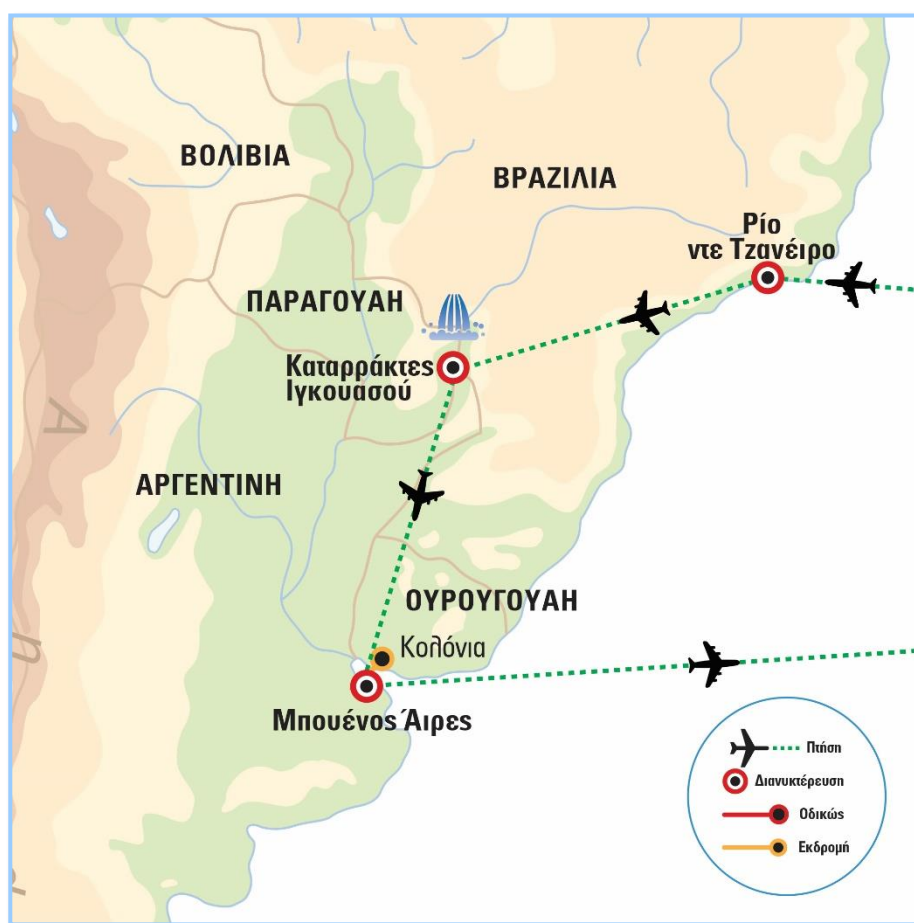 ΒΟΛΙΒΙΑ
ΒΡΑΖΙΛΙΑ
Ρίο
ντε Τζανέιρο
ΠΑΡΑΓΟΥΑΗ
Καταρράκτες
Ιγκουασού
ΑΡΓΕΝΤΙΝΗ
ΟΥΡΟΥΓΟΥΑΗ
Κολόνια
Μπουένος Άιρες
Πτήση
Διανυκτέρευση
Οδικώς
Εκδρομή